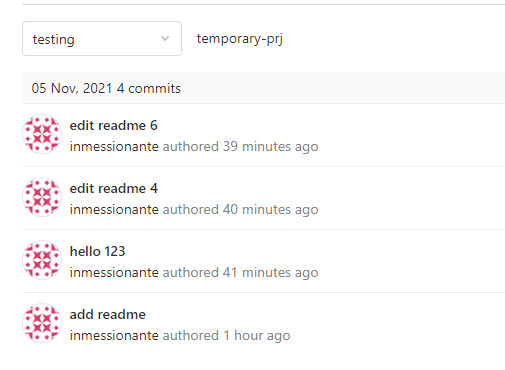 testing
temporary-prj
05 Nov, 2021 4 commits
edit readme 6
inmessionante authored 39 minutes ago
edit readme 4
inmessionante authored 40 minutes ago
hello 123
inmessionante authored 41 minutes ago
add readme
inmessionante authored 1 hour ago